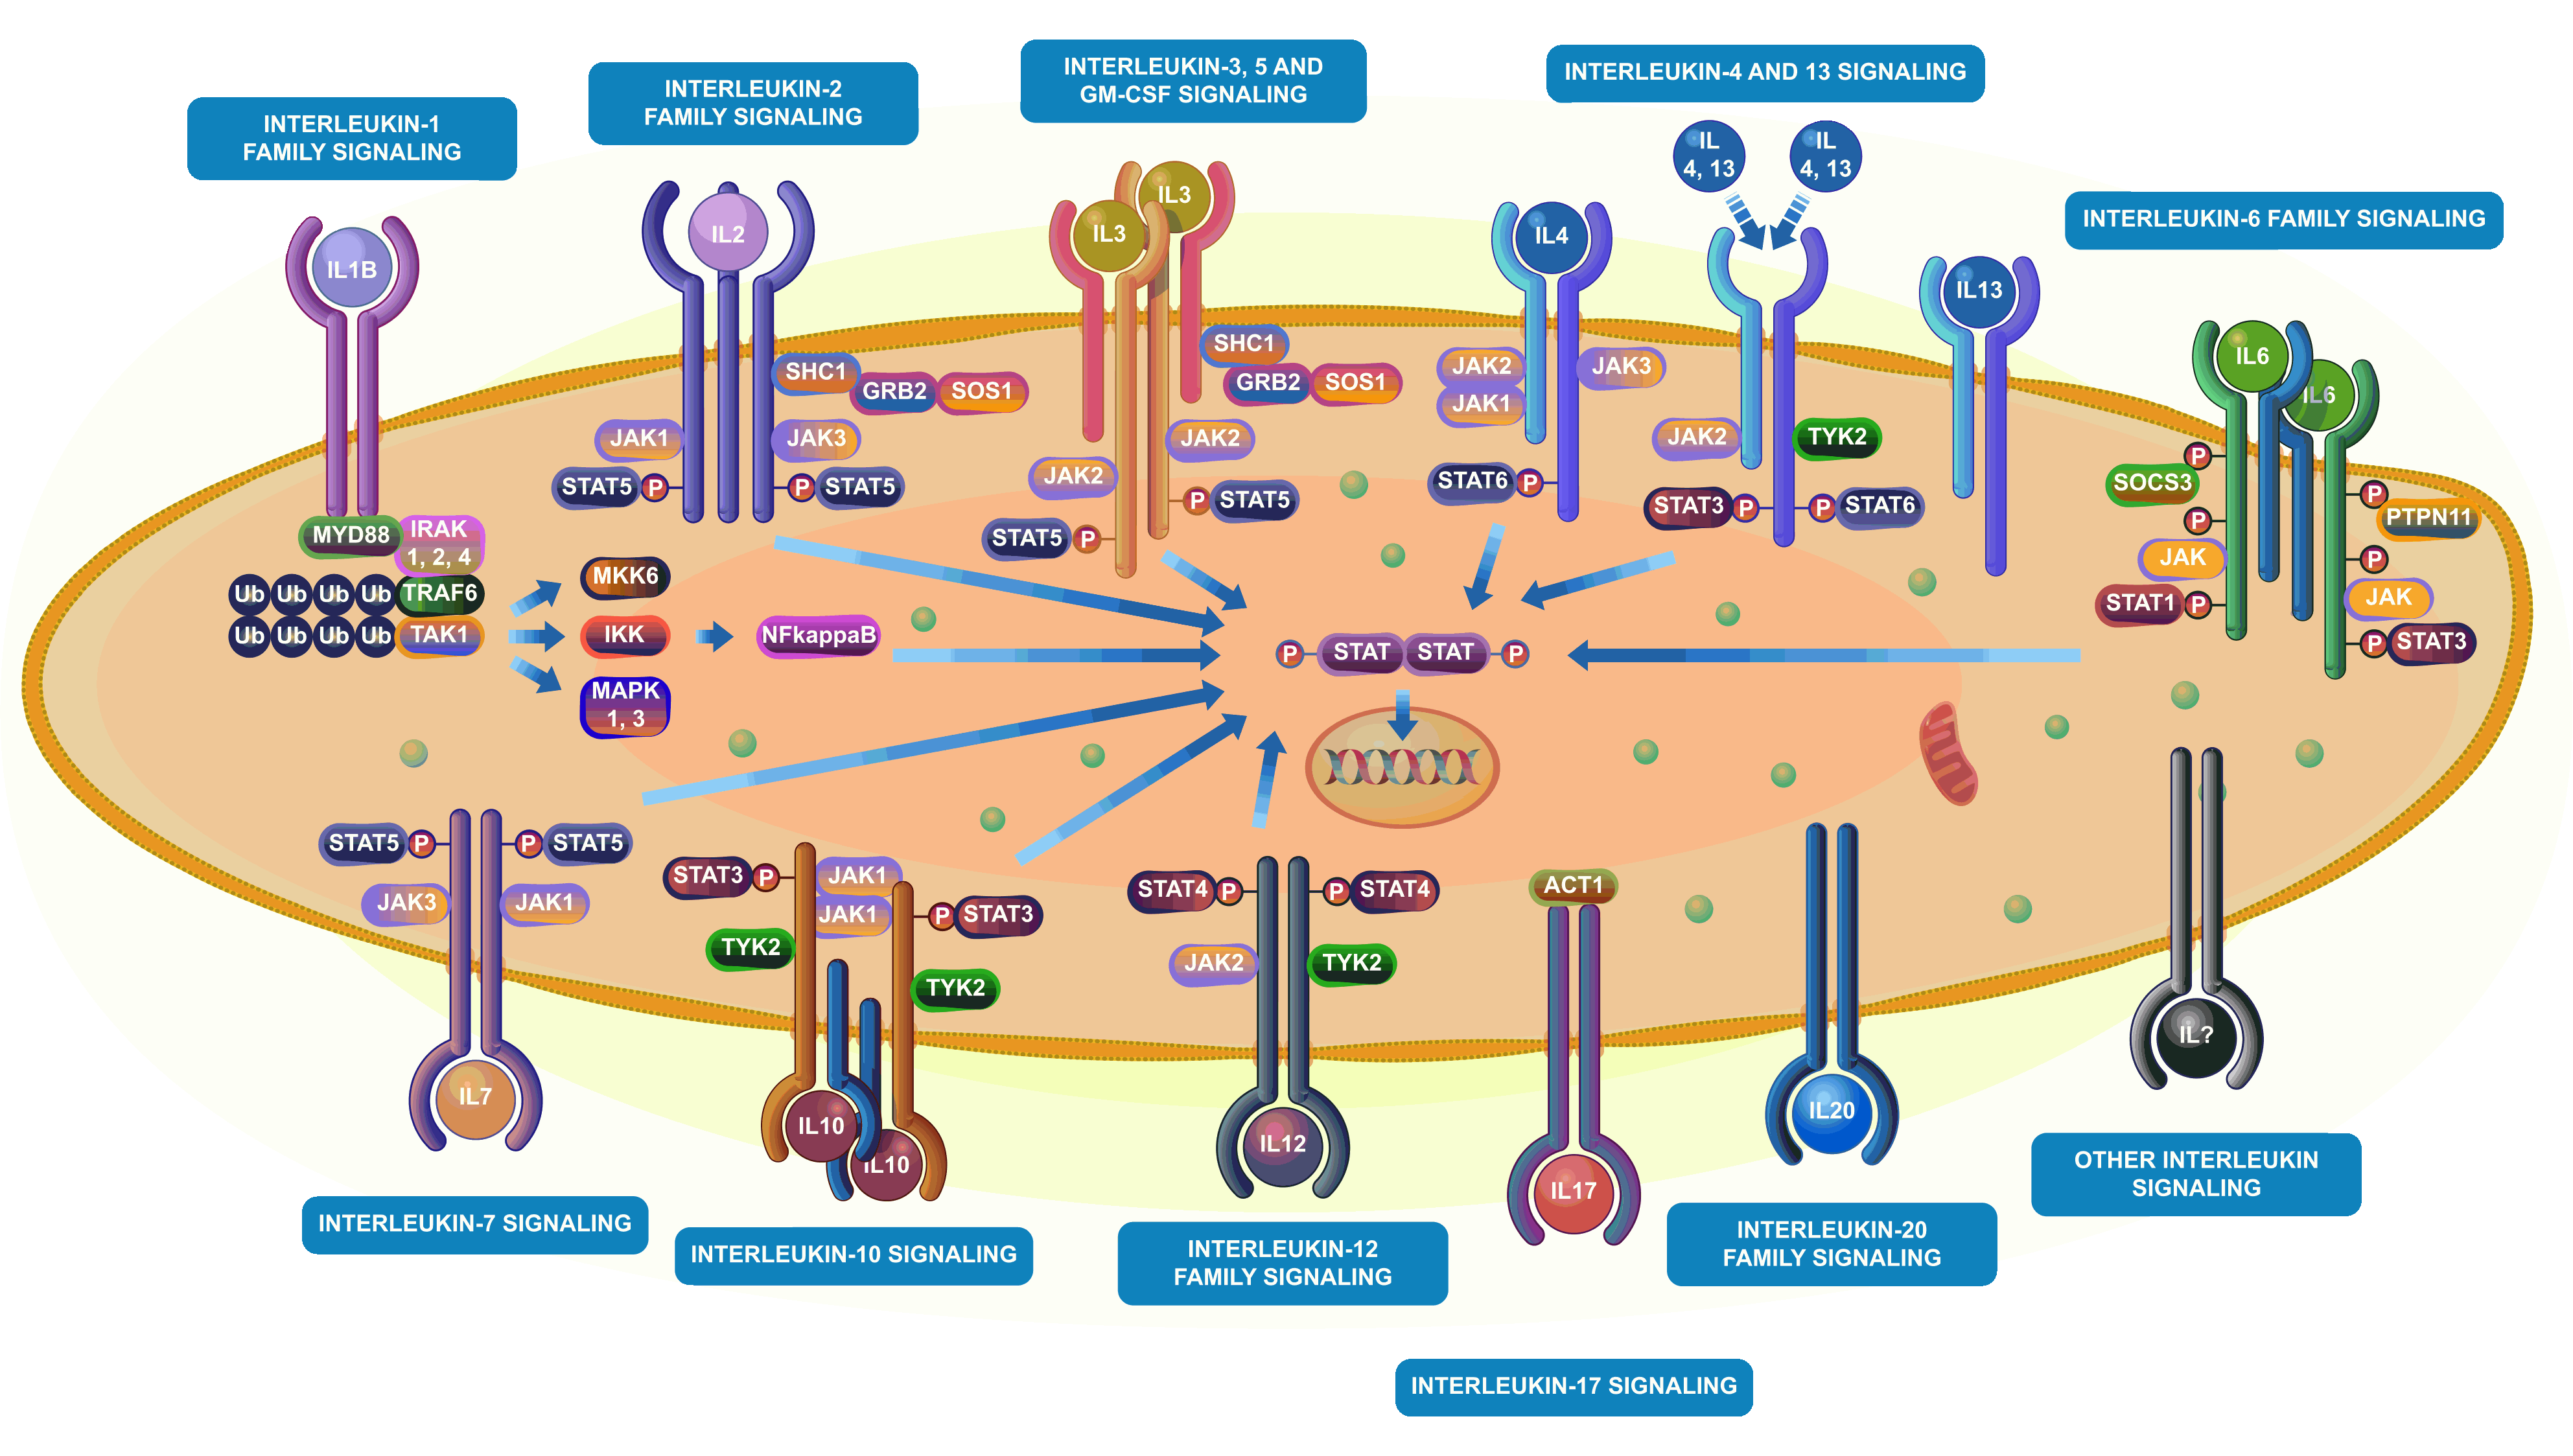 INTERLEUKIN-1
FAMILY SIGNALING
INTERLEUKIN-2
FAMILY SIGNALING
INTERLEUKIN-3, 5 AND
GM-CSF SIGNALING
INTERLEUKIN-4 AND 13 SIGNALING
INTERLEUKIN-6 FAMILY SIGNALING
IL1B
MYD88
IRAK
1, 2, 4
Ub Ub Ub Ub TRAF6
Ub Ub Ub Ub TAK1
MKK6
IKK
NFkappaB
MAPK
1, 3
IL2
SHC1
GRB2 SOS1
JAK1
JAK3
STAT5 P
P STAT5
IL3
IL3
SHC1
GRB2 SOS1
JAK2
JAK2
P STAT5
STAT5 P
IL4
JAK2
JAK3
JAK1
STAT6 P
IL
4, 13
IL
4, 13
JAK2
TYK2
STAT3 P
P STAT6
IL13
IL6
IL6
P
SOCS3
P
P
PTPN11
JAK
P
JAK
STAT1 P
P STAT3
P STAT STAT P
STAT5 P
P STAT5
JAK3
JAK1
IL7
STAT3 P
JAK1
JAK1
P STAT3
TYK2
TYK2
IL10
IL10
STAT4 P
P STAT4
JAK2
TYK2
IL12
ACT1
IL17
IL20
IL?
INTERLEUKIN-7 SIGNALING
INTERLEUKIN-10 SIGNALING
INTERLEUKIN-12
FAMILY SIGNALING
INTERLEUKIN-20
FAMILY SIGNALING
OTHER INTERLEUKIN
SIGNALING
INTERLEUKIN-17 SIGNALING